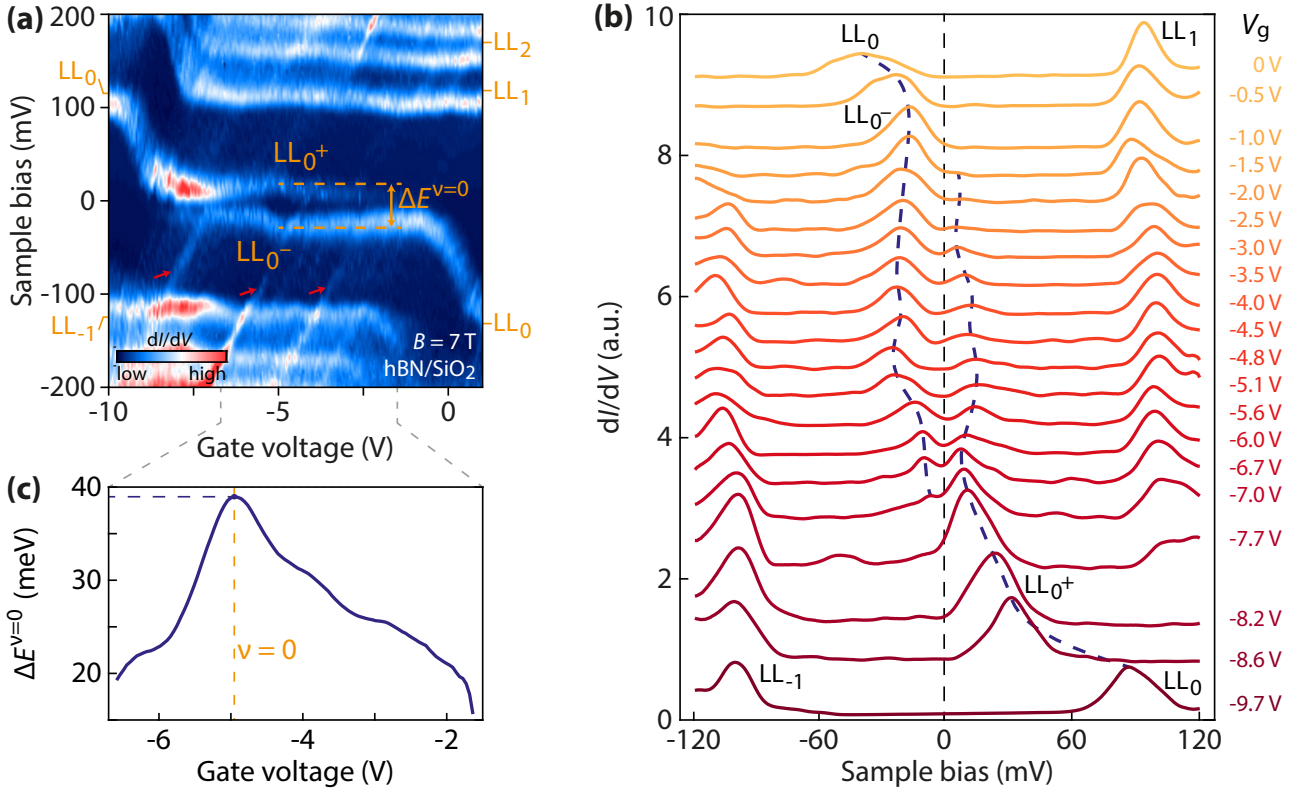 (a)
200
100
0
-100
-200
Sample bias (mV)
LL0
LL-1
LL2
LL1
LL0
LL0+
LL0−
ΔE^ν=0
dI/dV
low
high
B = 7 T
hBN/SiO2
-10
-5
0
Gate voltage (V)
(b)
10
8
6
4
2
0
dI/dV (a.u.)
LL0
LL1
LL0−
LL0+
LL-1
LL0
Vg
0 V
-0.5 V
-1.0 V
-1.5 V
-2.0 V
-2.5 V
-3.0 V
-3.5 V
-4.0 V
-4.5 V
-4.8 V
-5.1 V
-5.6 V
-6.0 V
-6.7 V
-7.0 V
-7.7 V
-8.2 V
-8.6 V
-9.7 V
-120
-60
0
60
120
Sample bias (mV)
(c)
40
30
20
ΔE^ν=0 (meV)
ν = 0
-6
-4
-2
Gate voltage (V)